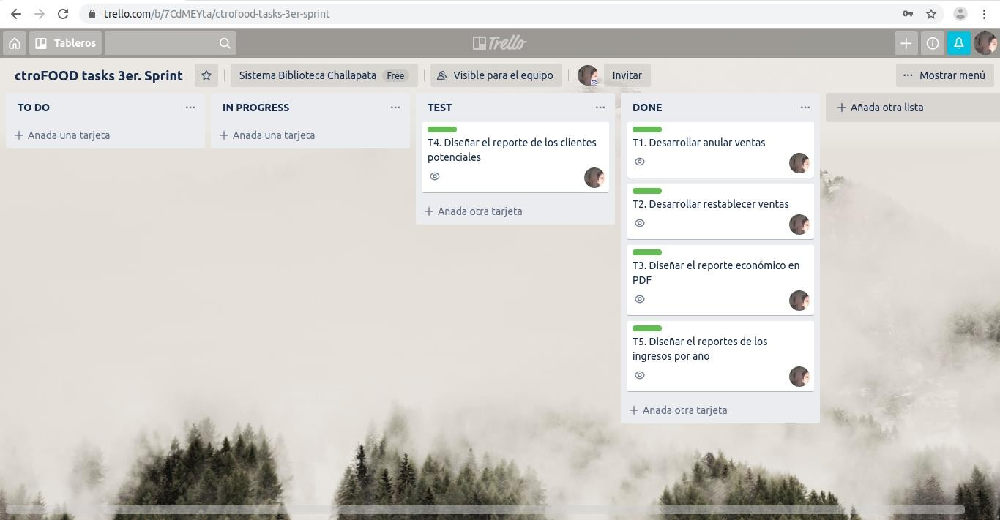 trello.com/b/7CdMEYta/ctrofood-tasks-3er-sprint
Tableros
Trello
ctroFOOD tasks 3er. Sprint
Sistema Biblioteca Challapata Free
Visible para el equipo
Invitar
Mostrar menú
TO DO
Añada una tarjeta
IN PROGRESS
Añada una tarjeta
TEST
T4. Diseñar el reporte de los clientes
potenciales
Añada otra tarjeta
DONE
T1. Desarrollar anular ventas
T2. Desarrollar restablecer ventas
T3. Diseñar el reporte económico en
PDF
T5. Diseñar el reportes de los
ingresos por año
Añada otra tarjeta
Añada otra lista